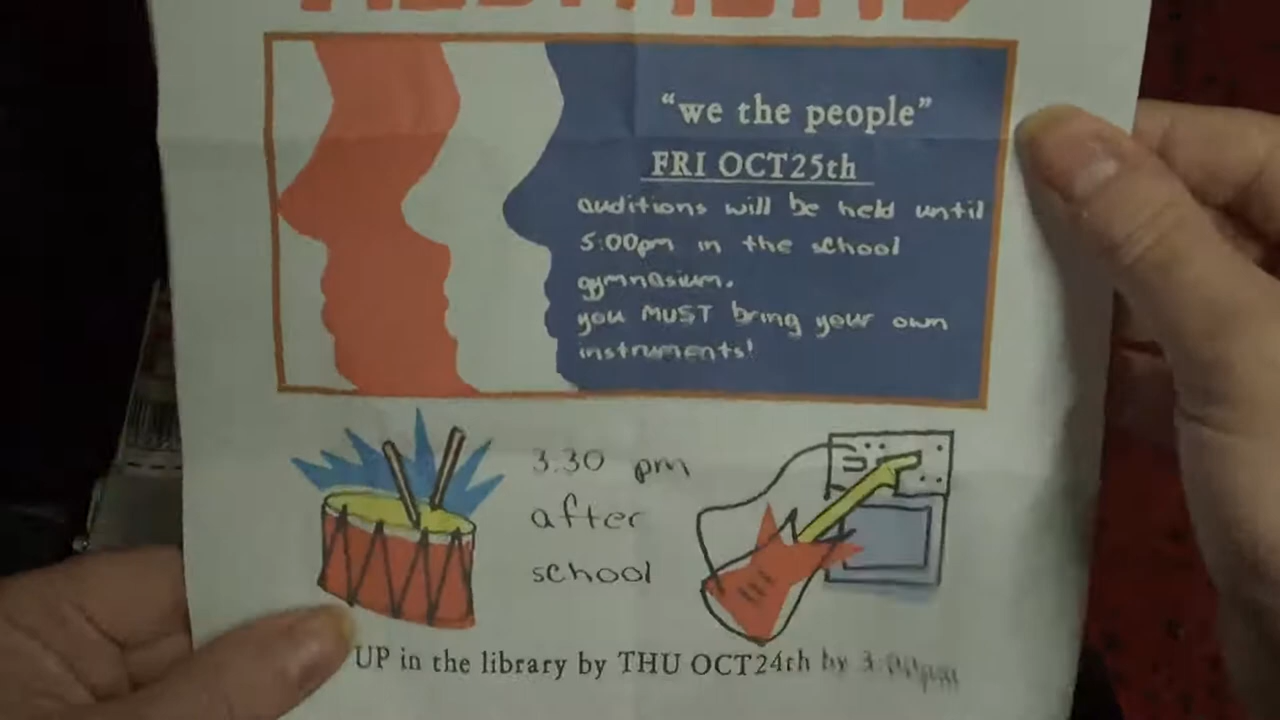 "we the people"
FRI OCT25th
auditions will be held until
5:00pm in the school
gymnasium.
you MUST bring your own
instruments!
3.30 pm
after
school
UP in the library by THU OCT24th by